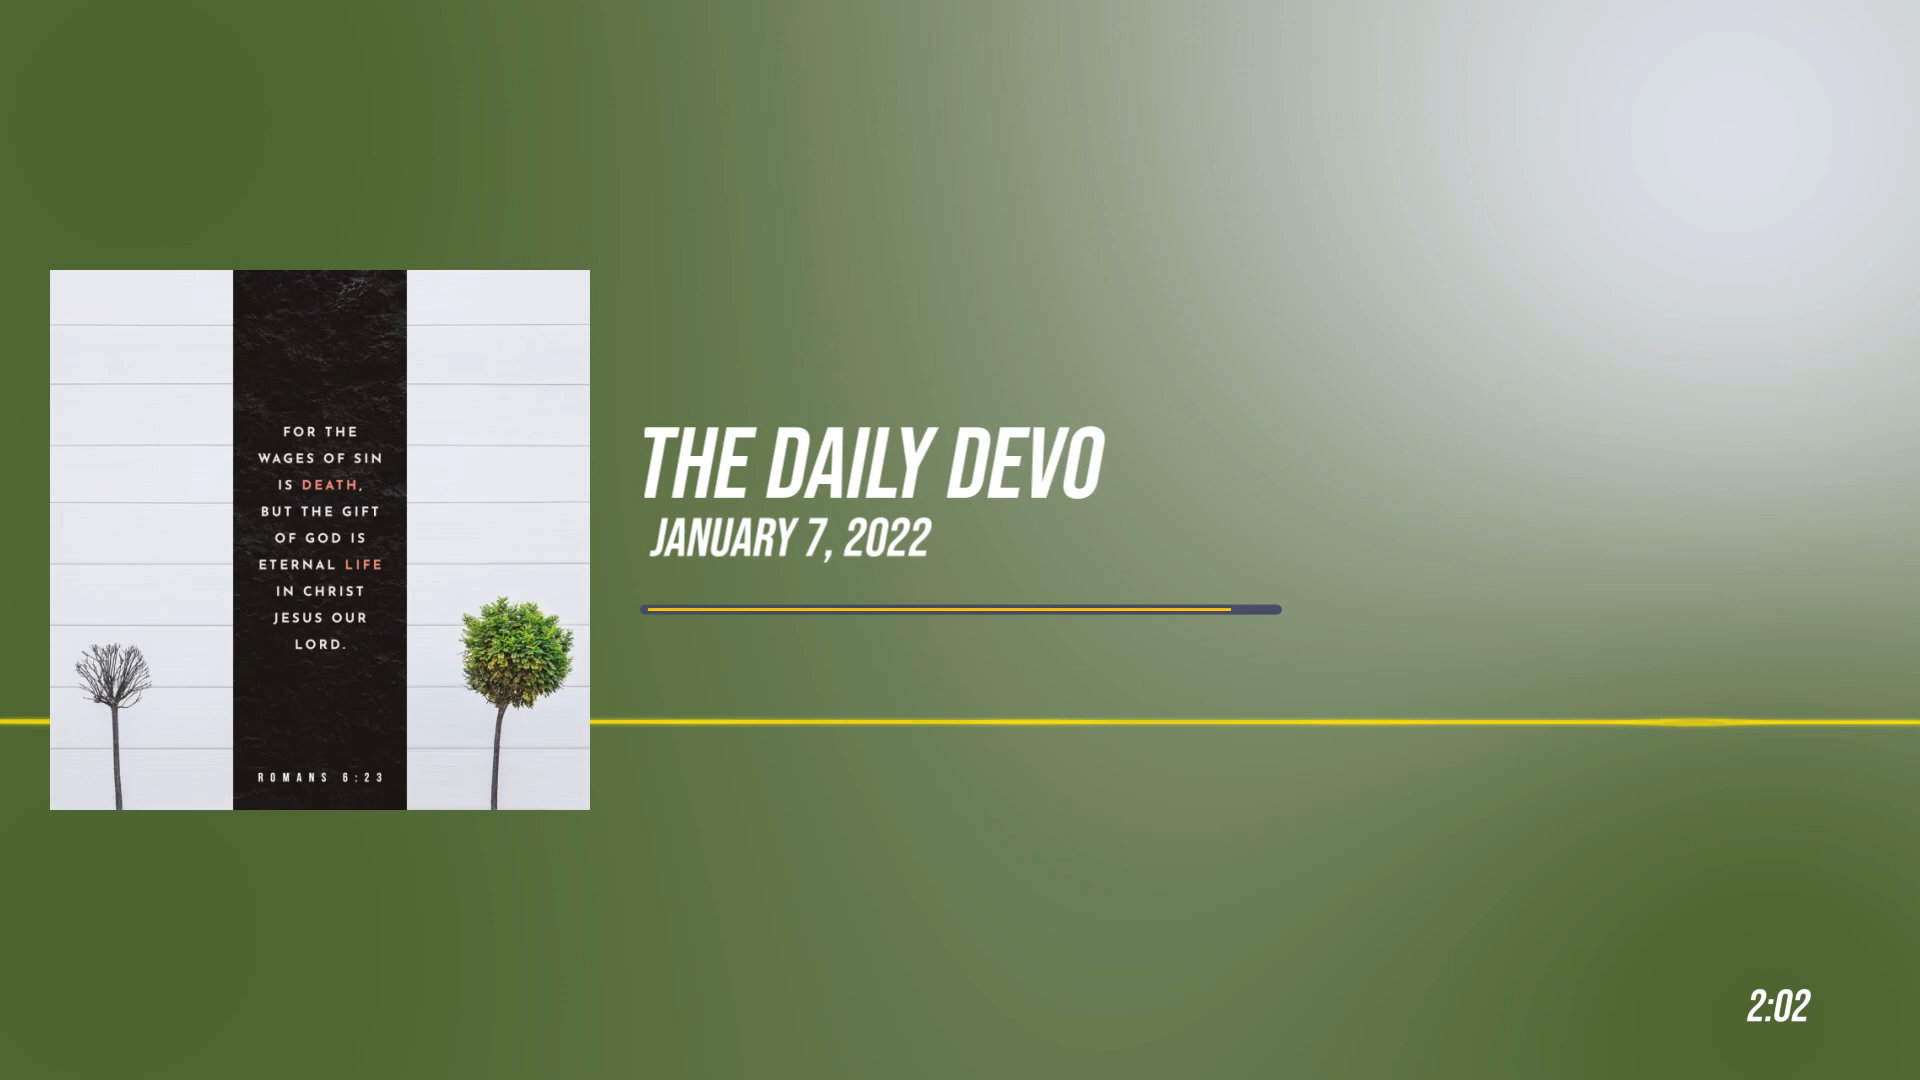 FOR THE
WAGES OF SIN
IS DEATH,
BUT THE GIFT
OF GOD IS
ETERNAL LIFE
IN CHRIST
JESUS OUR
LORD.
ROMANS 6:23
THE DAILY DEVO
JANUARY 7, 2022
2:02